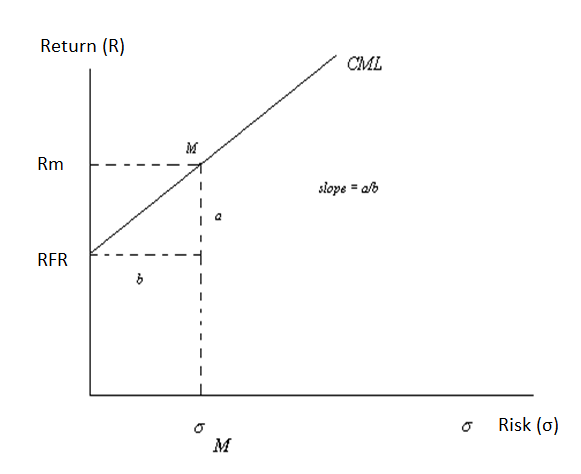 Return (R)
CML
M
Rm
slope = a/b
a
RFR
b
σ
M
σ
Risk (σ)